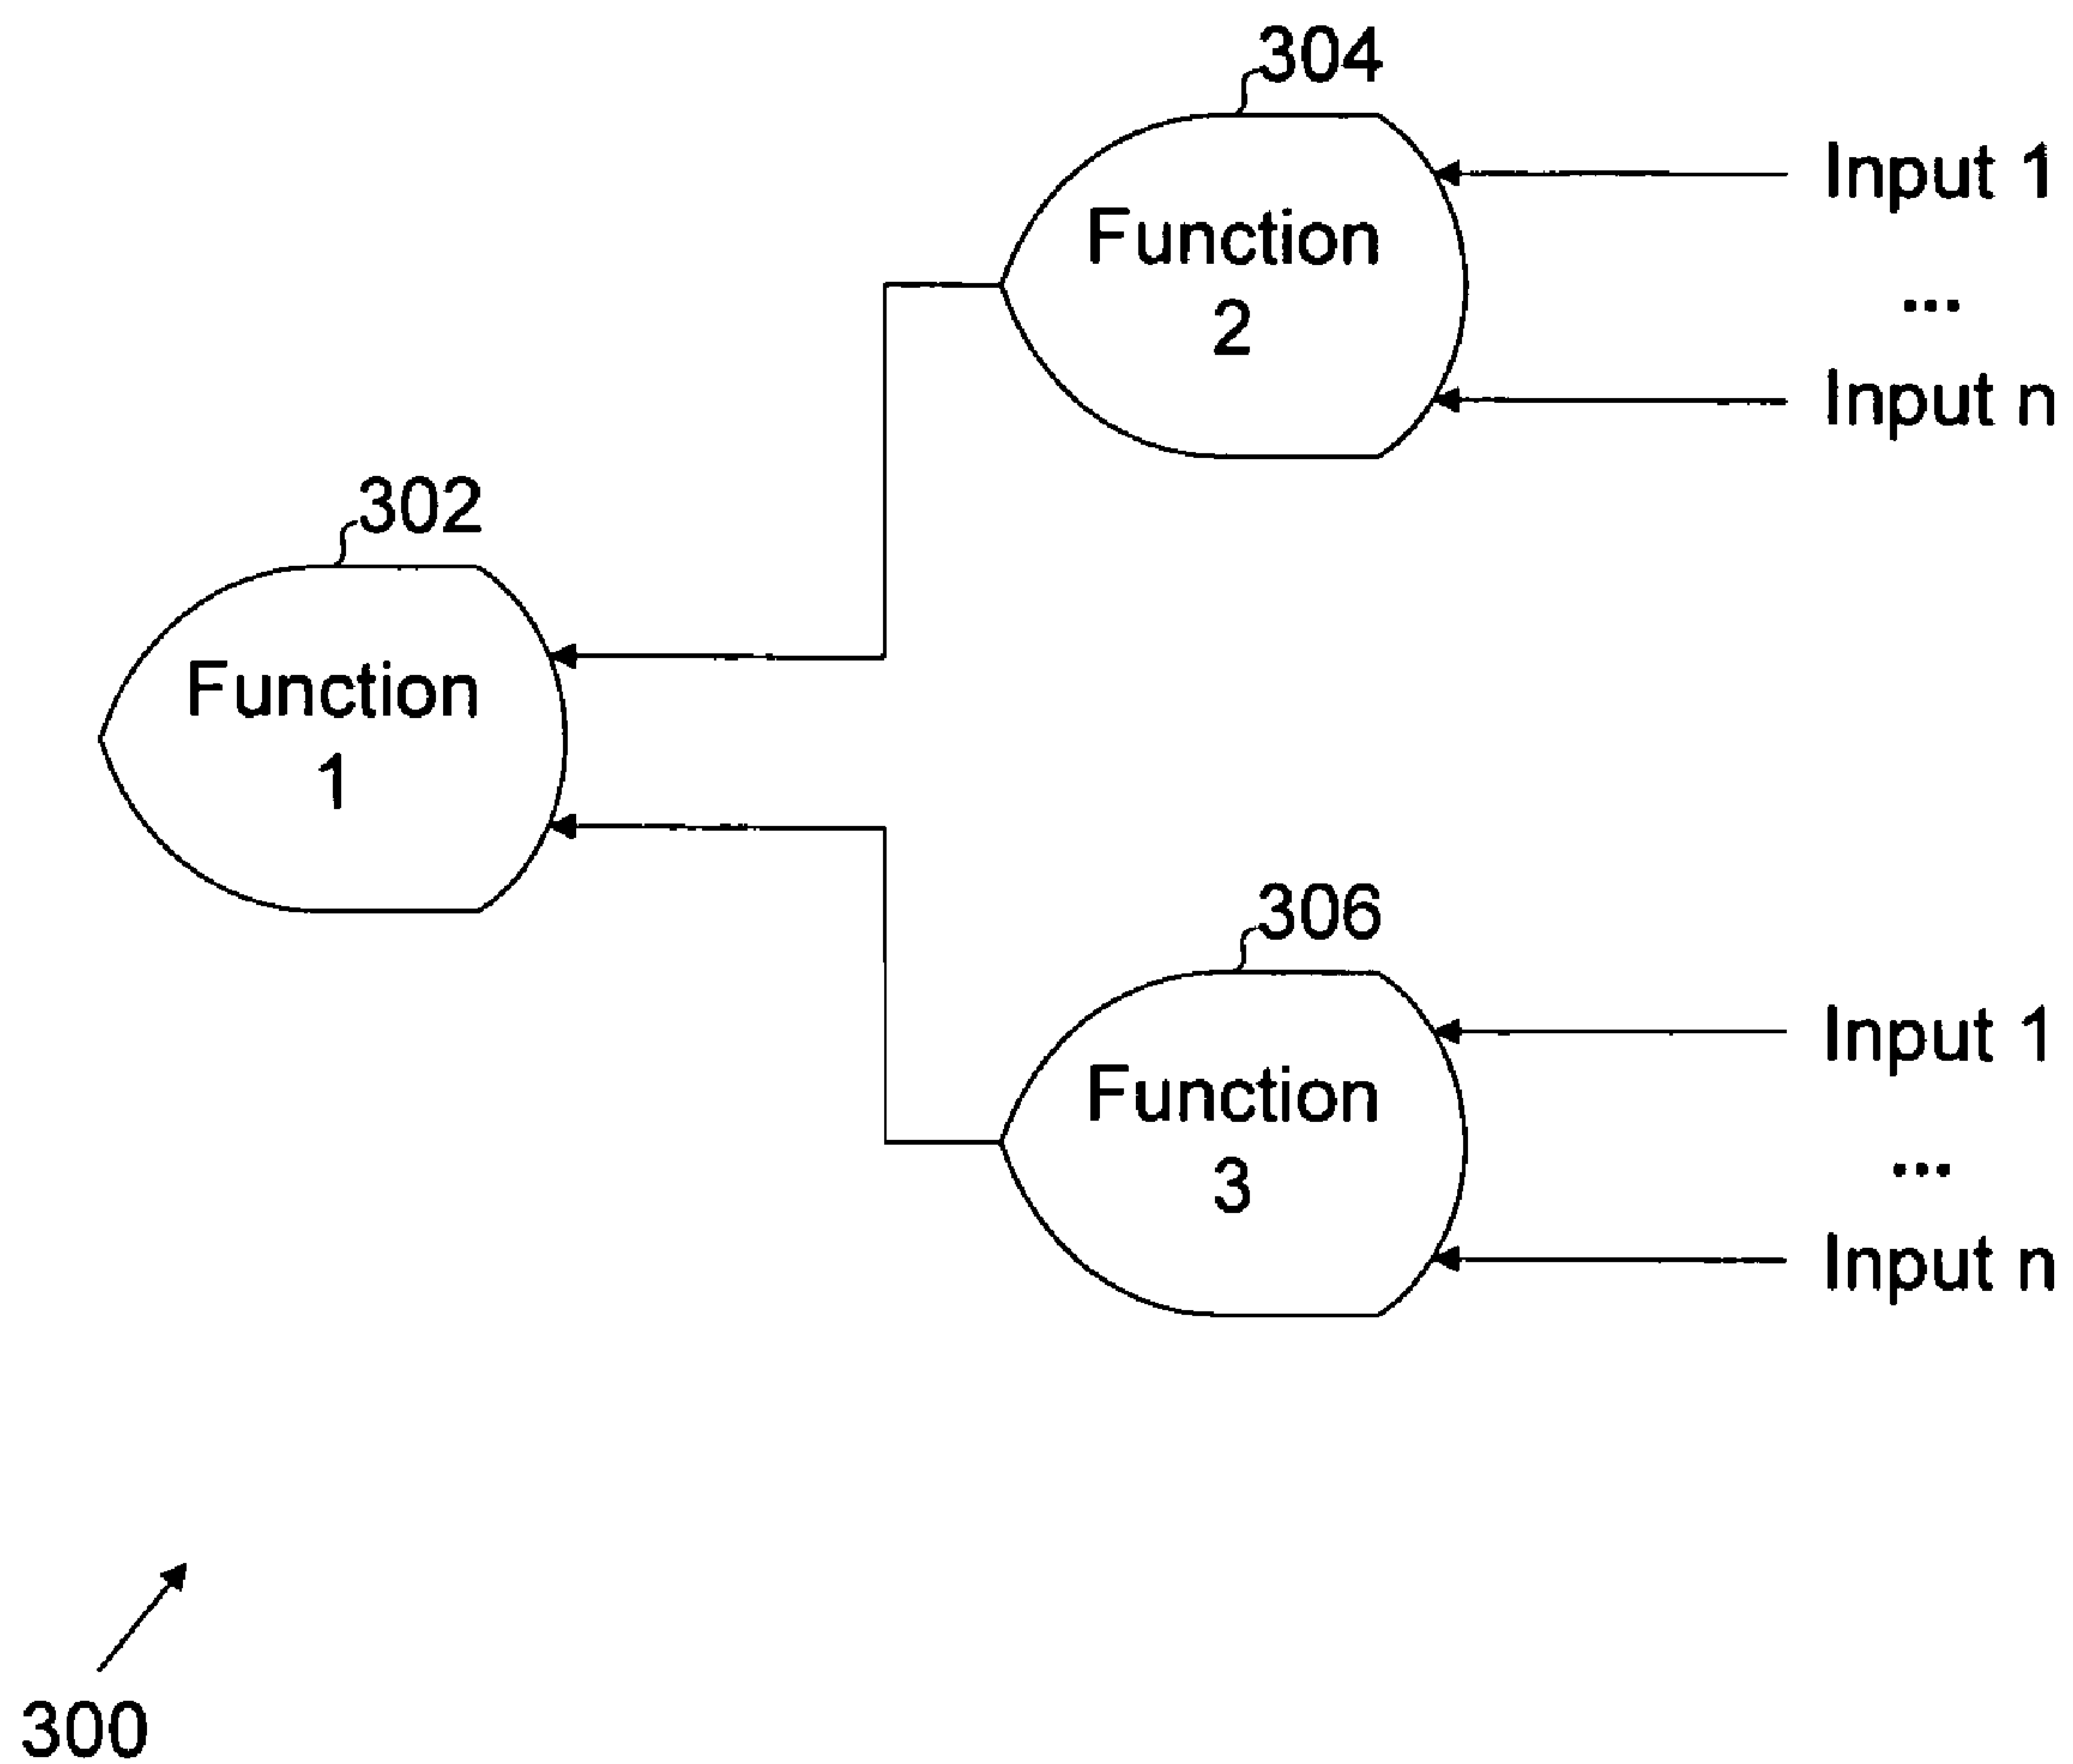 304
Input 1
Function
2
...
Input n
302
Function
1
306
Input 1
Function
3
...
Input n
300